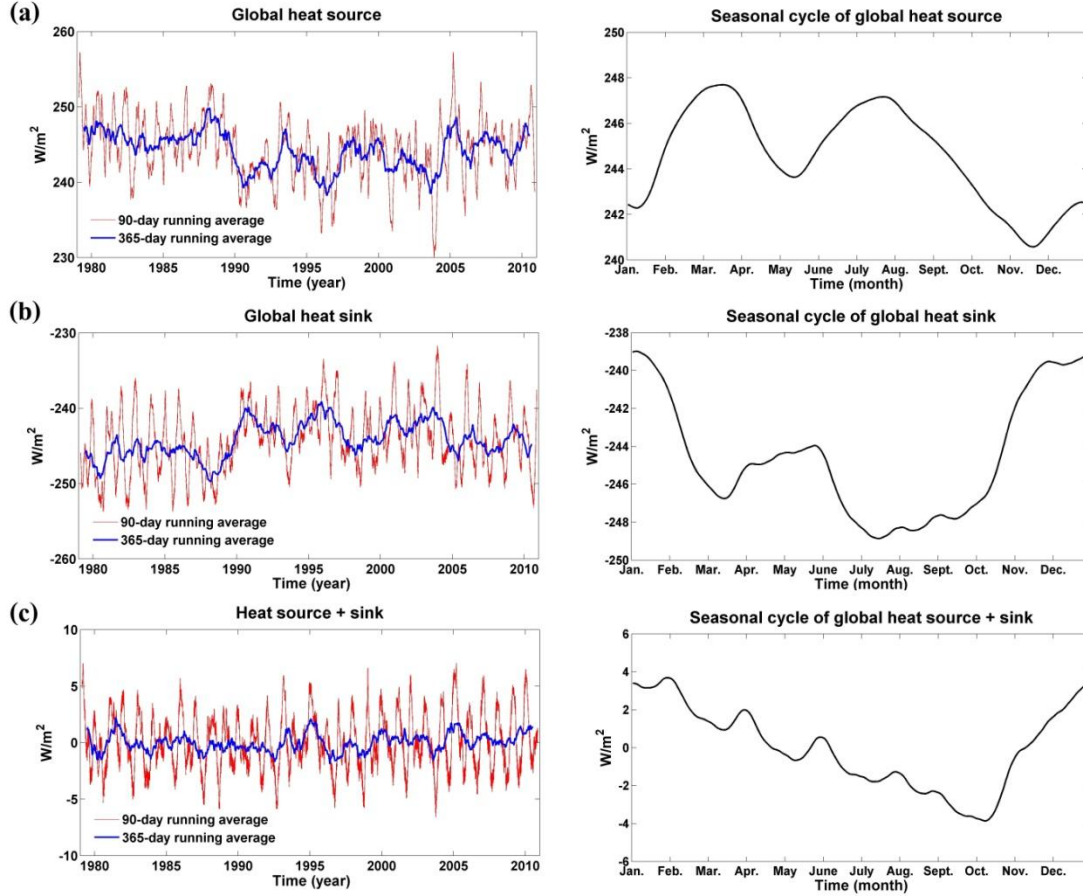 (a)
Global heat source
260
250
240
230
W/m²
90-day running average
365-day running average
1980 1985 1990 1995 2000 2005 2010
Time (year)
Seasonal cycle of global heat source
250
248
246
244
242
240
W/m²
Jan. Feb. Mar. Apr. May June July Aug. Sept. Oct. Nov. Dec.
Time (month)
(b)
Global heat sink
-230
-240
-250
-260
W/m²
90-day running average
365-day running average
1980 1985 1990 1995 2000 2005 2010
Time (year)
Seasonal cycle of global heat sink
-238
-240
-242
-244
-246
-248
-250
W/m²
Jan. Feb. Mar. Apr. May June July Aug. Sept. Oct. Nov. Dec.
Time (month)
(c)
Heat source + sink
10
5
0
-5
-10
W/m²
90-day running average
365-day running average
1980 1985 1990 1995 2000 2005 2010
Time (year)
Seasonal cycle of global heat source + sink
6
4
2
0
-2
-4
-6
W/m²
Jan. Feb. Mar. Apr. May June July Aug. Sept. Oct. Nov. Dec.
Time (month)